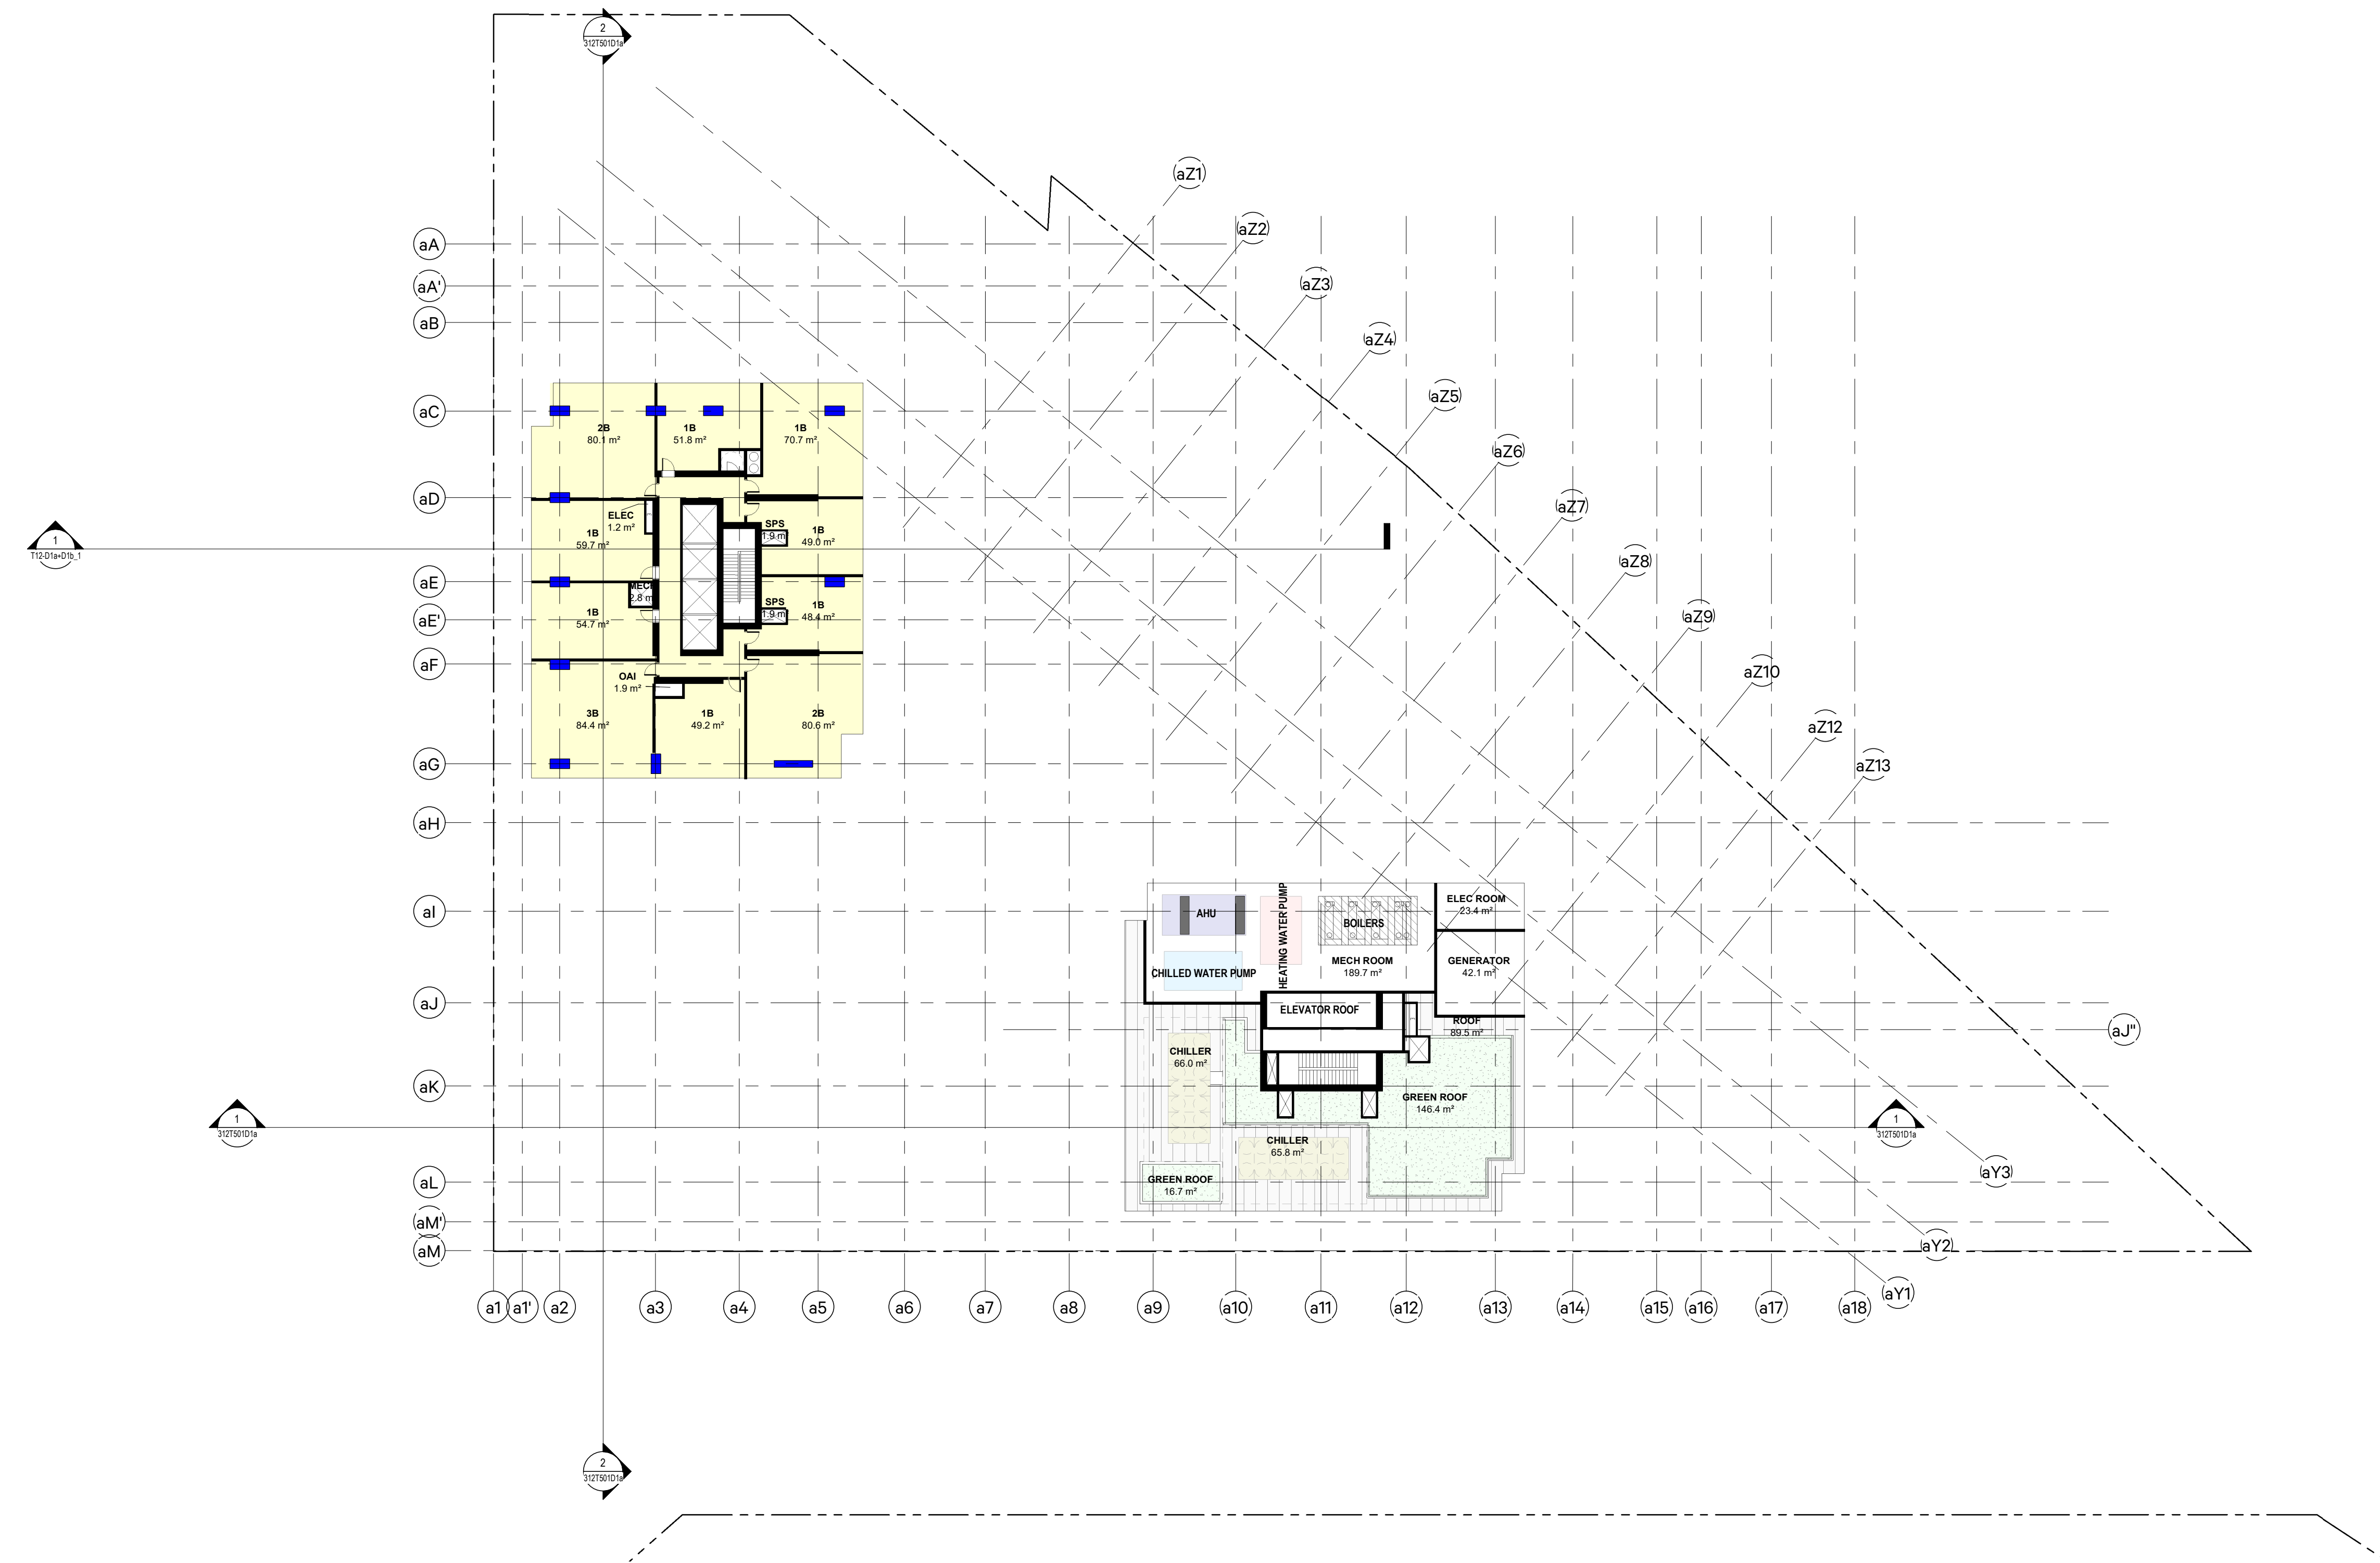 2
312T501D1a
aZ1
aZ2
aA
aZ3
aA'
aB
aZ4
aZ5
aC
2B
80.1 m²
1B
51.8 m²
1B
70.7 m²
aZ6
aD
aZ7
ELEC
1.2 m²
SPS
1.9 m
1B
59.7 m²
1B
49.0 m²
1
T12-D1a+D1b_1
aZ8
aE
MECH
2.8 m
SPS
1.9 m
1B
54.7 m²
1B
48.4 m²
aE'
aZ9
aF
aZ10
OAI
1.9 m²
3B
84.4 m²
1B
49.2 m²
2B
80.6 m²
aZ12
aG
aZ13
aH
aI
AHU
HEATING WATER PUMP
BOILERS
ELEC ROOM
23.4 m²
CHILLED WATER PUMP
MECH ROOM
189.7 m²
GENERATOR
42.1 m²
aJ
ELEVATOR ROOF
ROOF
89.5 m²
aJ"
CHILLER
66.0 m²
aK
GREEN ROOF
146.4 m²
1
312T501D1a
1
312T501D1a
CHILLER
65.8 m²
aY3
aL
GREEN ROOF
16.7 m²
aM'
aY2
aM
a1
a1'
a2
a3
a4
a5
a6
a7
a8
a9
a10
a11
a12
a13
a14
a15
a16
a17
a18
aY1
2
312T501D1a